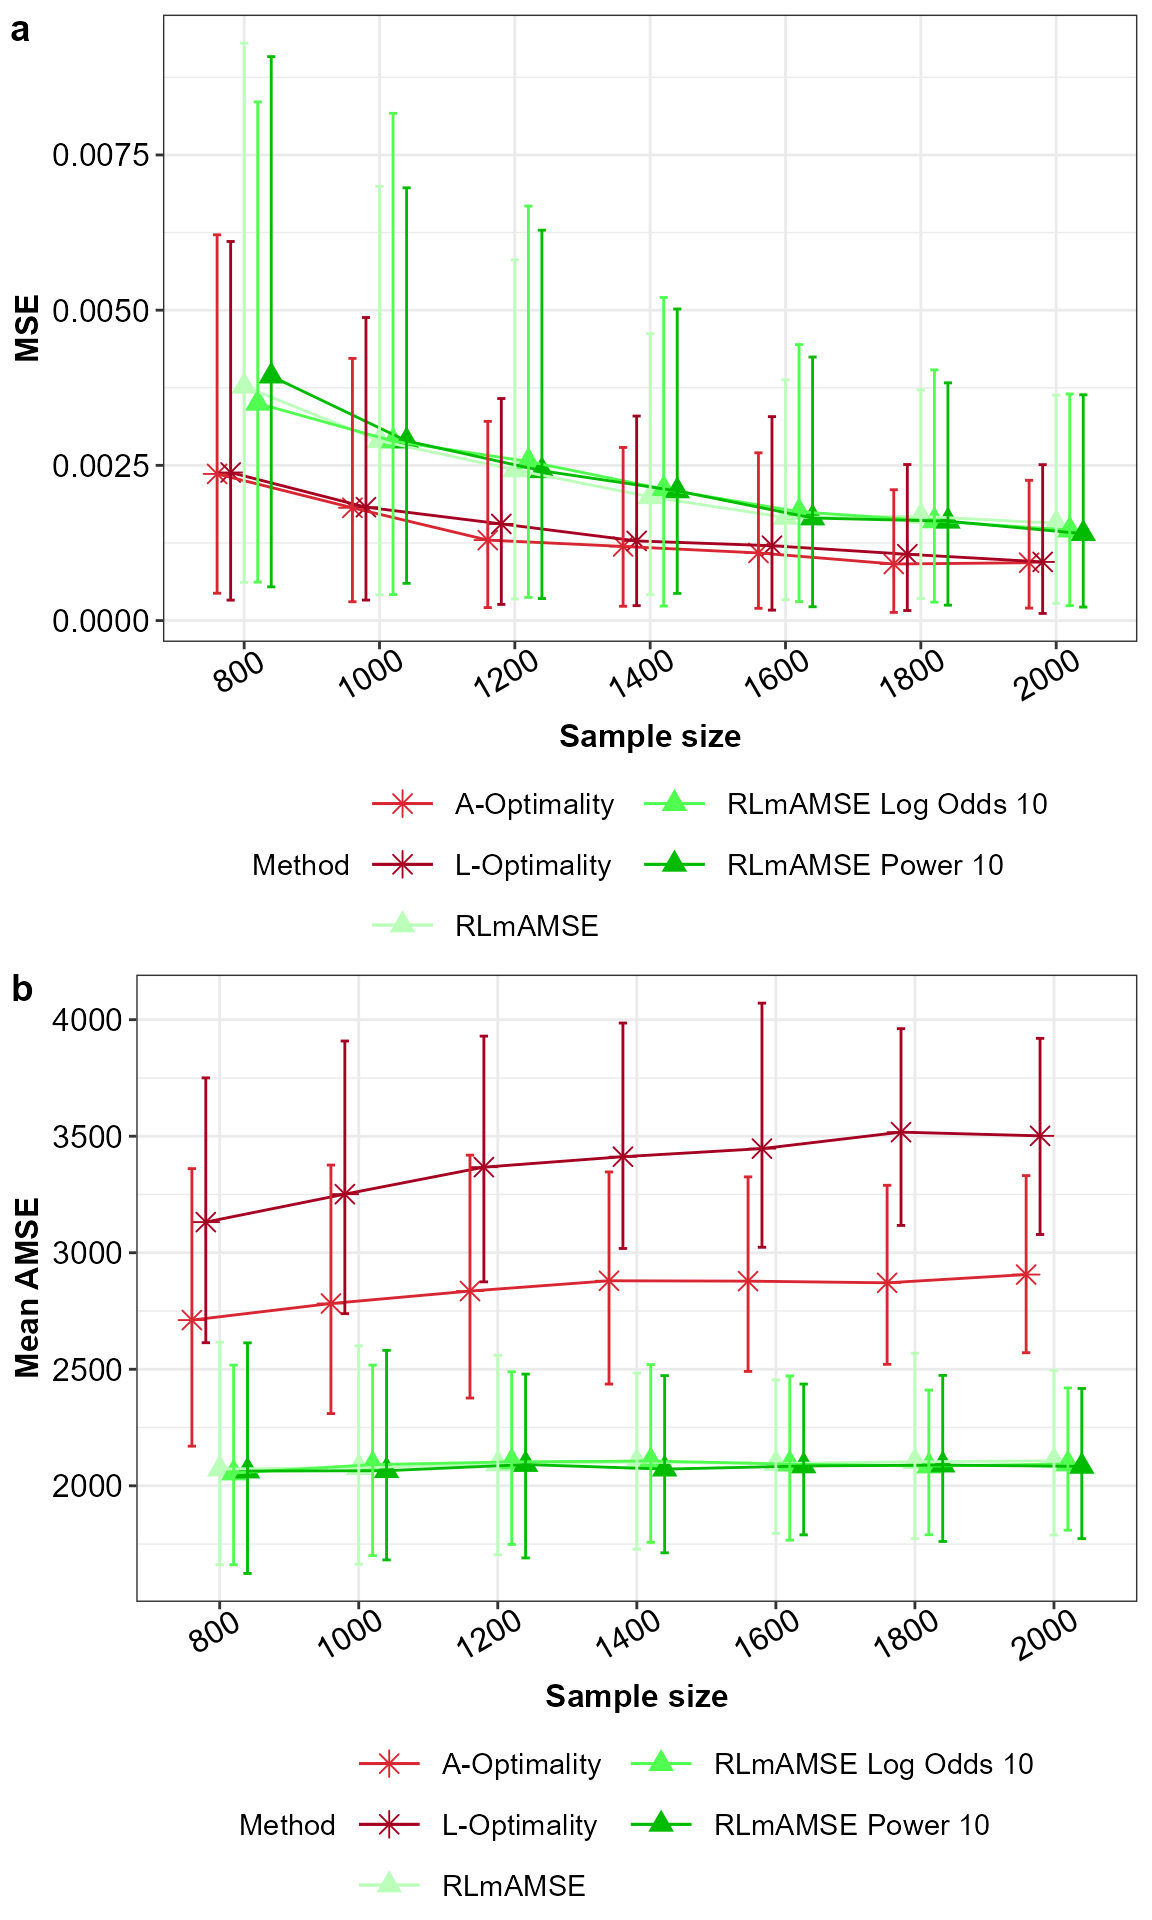 a
MSE
0.0075
0.0050
0.0025
0.0000
800 1000 1200 1400 1600 1800 2000
Sample size
A-Optimality RLmAMSE Log Odds 10
Method L-Optimality RLmAMSE Power 10
RLmAMSE
b
Mean AMSE
4000
3500
3000
2500
2000
800 1000 1200 1400 1600 1800 2000
Sample size
A-Optimality RLmAMSE Log Odds 10
Method L-Optimality RLmAMSE Power 10
RLmAMSE